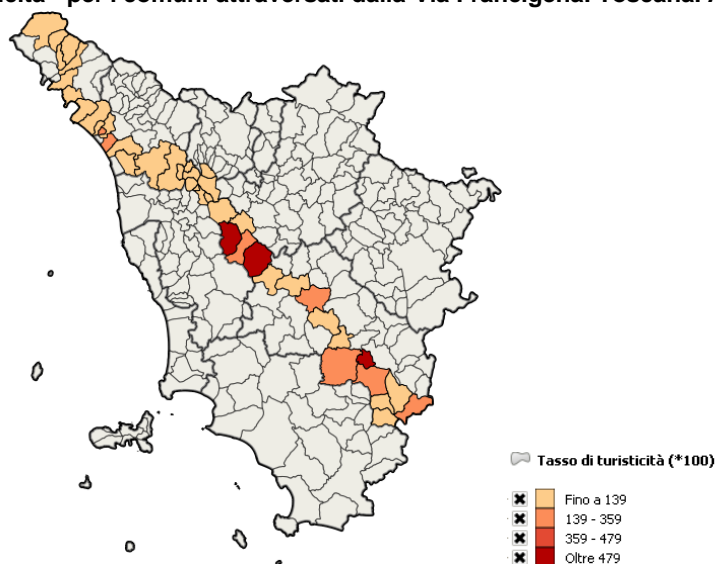 per i comuni attraversati dalla Via Francigena. Toscana.
Tasso di turisticità (*100)
Fino a 139
139 - 359
359 - 479
Oltre 479